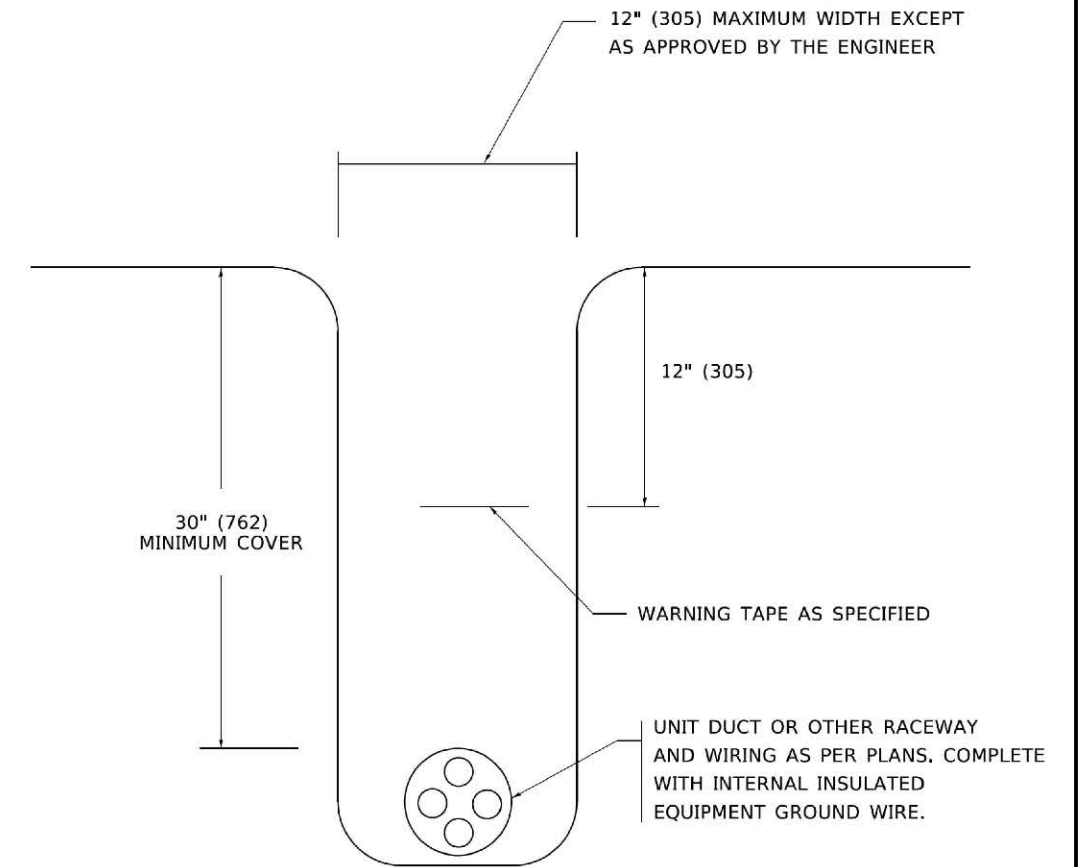 12" (305) MAXIMUM WIDTH EXCEPT
AS APPROVED BY THE ENGINEER
12" (305)
30" (762)
MINIMUM COVER
WARNING TAPE AS SPECIFIED
UNIT DUCT OR OTHER RACEWAY
AND WIRING AS PER PLANS. COMPLETE
WITH INTERNAL INSULATED
EQUIPMENT GROUND WIRE.